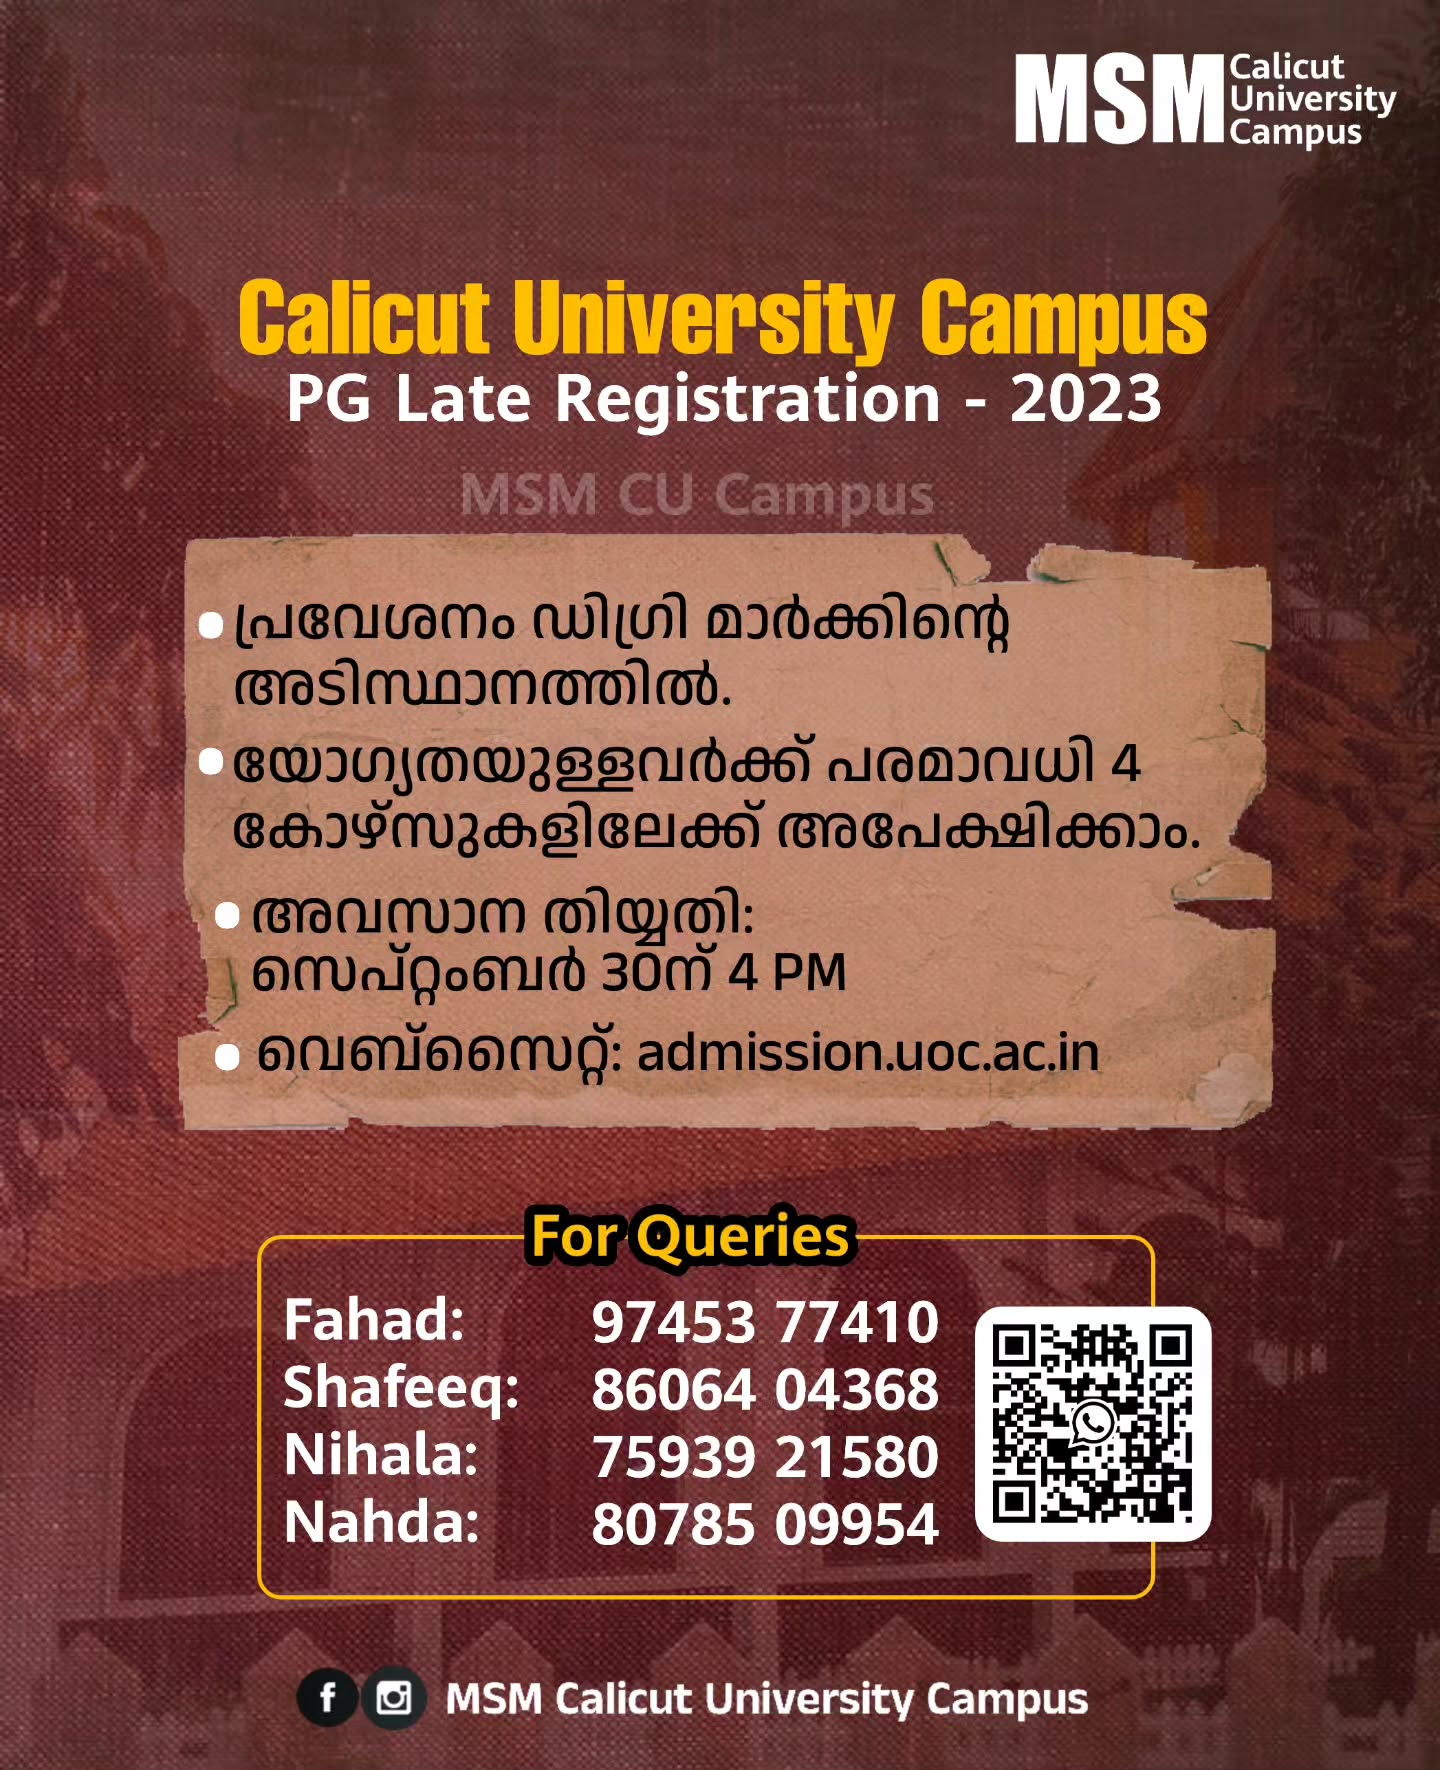 MSM Calicut
University
Campus
Calicut University Campus
PG Late Registration - 2023
MSM CU Campus
പ്രവേശനം ഡിഗ്രി മാർക്കിന്റെ
അടിസ്ഥാനത്തിൽ.
യോഗ്യതയുള്ളവർക്ക് പരമാവധി 4
കോഴ്സുകളിലേക്ക് അപേക്ഷിക്കാം.
അവസാന തിയ്യതി:
സെപ്റ്റംബർ 30ന് 4 PM
വെബ്സൈറ്റ്: admission.uoc.ac.in
For Queries
Fahad: 97453 77410
Shafeeq: 86064 04368
Nihala: 75939 21580
Nahda: 80785 09954
MSM Calicut University Campus